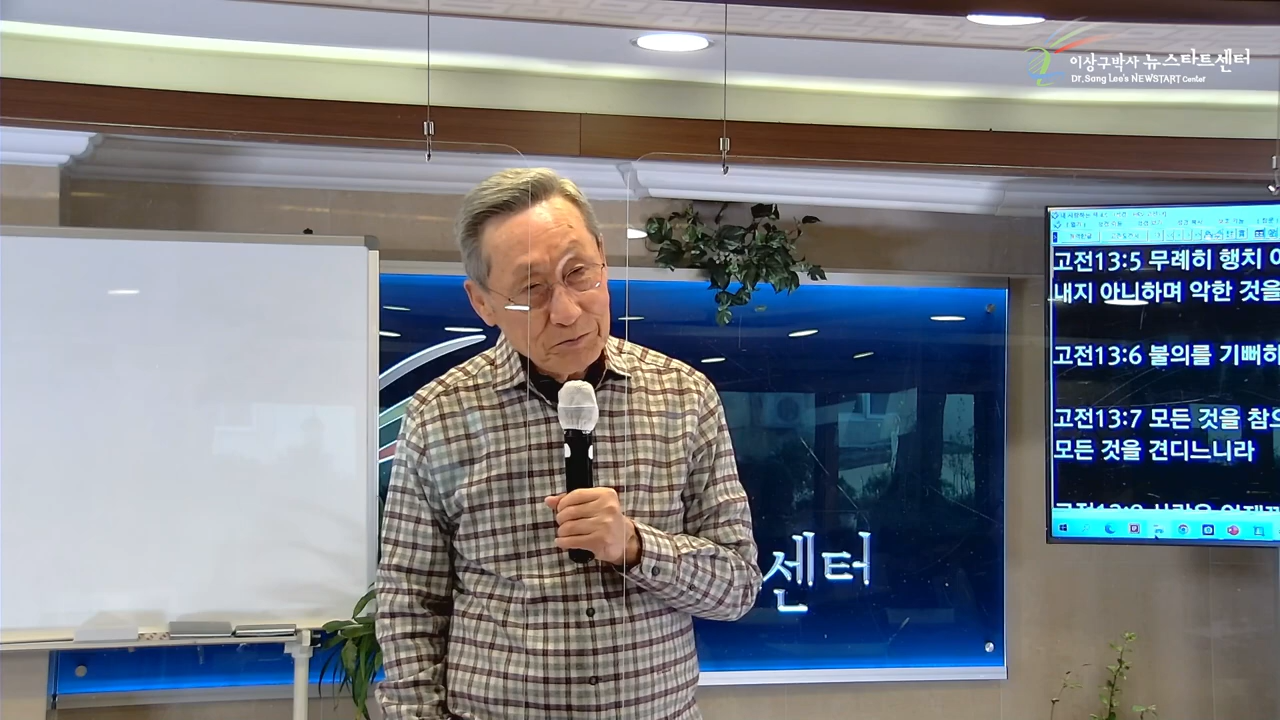 이상구박사 뉴스타트센터
Dr. Sang Lee's NEWSTART Center
고전13:5 무례히 행치
내지 아니하며 악한 것을
고전13:6 불의를 기뻐하
고전13:7 모든 것을 참으
모든 것을 견디느니라
센터